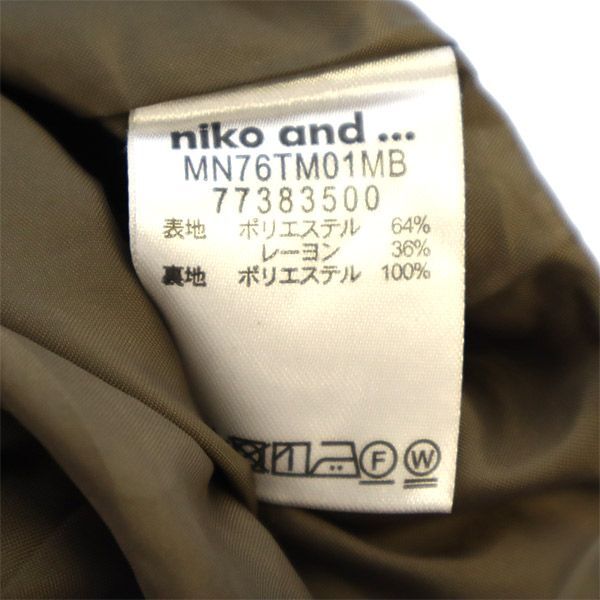 niko and ...
MN76TM01MB
77383500
表地 ポリエステル 64%
レーヨン 36%
裏地 ポリエステル 100%
F W